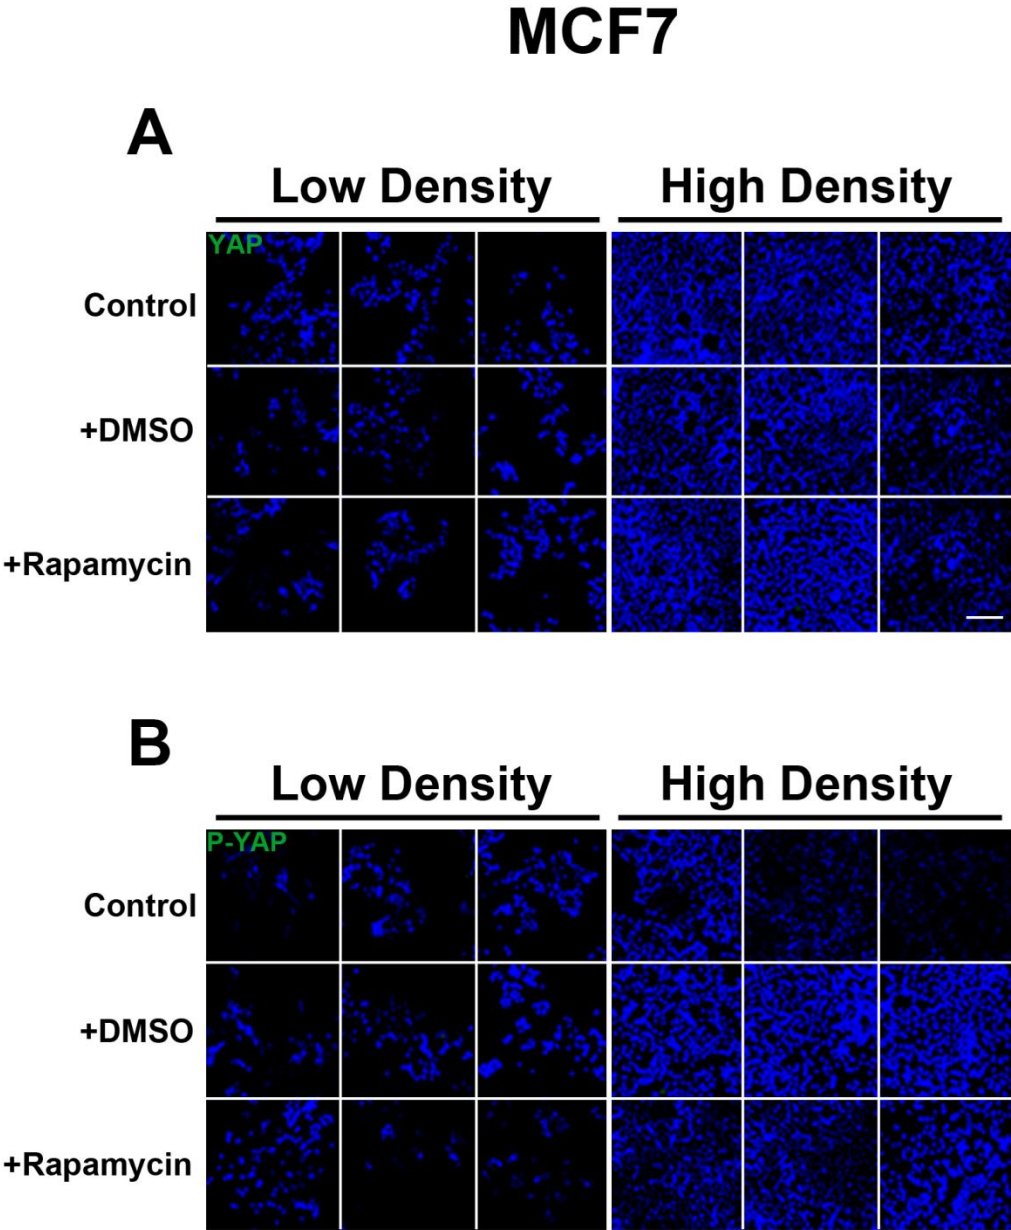 MCF7
A
Low Density High Density
YAP
Control
+DMSO
+Rapamycin
B
Low Density High Density
P-YAP
Control
+DMSO
+Rapamycin